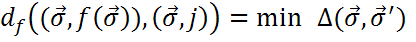 𝑑_𝑓((𝜎⃗, 𝑓(𝜎⃗)), (𝜎⃗, 𝑗)) = min Δ(𝜎⃗, 𝜎⃗′)